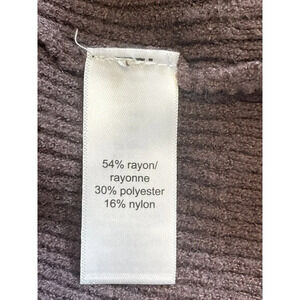 54% rayon/
rayonne
30% polyester
16% nylon